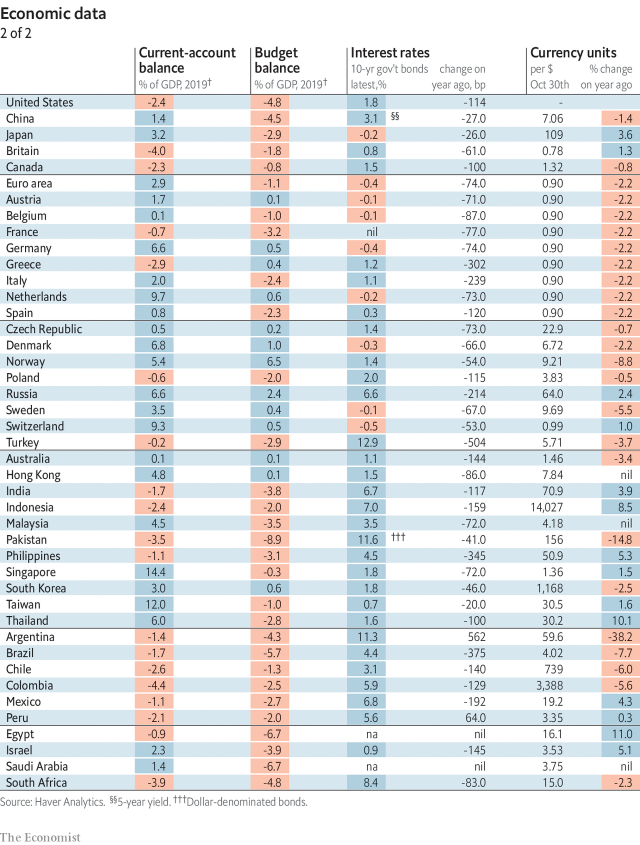 Economic data
2 of 2
Current-account Budget Interest rates Currency units
balance balance 10-yr gov't bonds change on per $ % change
% of GDP, 2019† % of GDP, 2019† latest,% year ago, bp Oct 30th on year ago
United States -2.4 -4.8 1.8 -114 -
China 1.4 -4.5 3.1 §§ -27.0 7.06 -1.4
Japan 3.2 -2.9 -0.2 -26.0 109 3.6
Britain -4.0 -1.8 0.8 -61.0 0.78 1.3
Canada -2.3 -0.8 1.5 -100 1.32 -0.8
Euro area 2.9 -1.1 -0.4 -74.0 0.90 -2.2
Austria 1.7 0.1 -0.1 -71.0 0.90 -2.2
Belgium 0.1 -1.0 -0.1 -87.0 0.90 -2.2
France -0.7 -3.2 nil -77.0 0.90 -2.2
Germany 6.6 0.5 -0.4 -74.0 0.90 -2.2
Greece -2.9 0.4 1.2 -302 0.90 -2.2
Italy 2.0 -2.4 1.1 -239 0.90 -2.2
Netherlands 9.7 0.6 -0.2 -73.0 0.90 -2.2
Spain 0.8 -2.3 0.3 -120 0.90 -2.2
Czech Republic 0.5 0.2 1.4 -73.0 22.9 -0.7
Denmark 6.8 1.0 -0.3 -66.0 6.72 -2.2
Norway 5.4 6.5 1.4 -54.0 9.21 -8.8
Poland -0.6 -2.0 2.0 -115 3.83 -0.5
Russia 6.6 2.4 6.6 -214 64.0 2.4
Sweden 3.5 0.4 -0.1 -67.0 9.69 -5.5
Switzerland 9.3 0.5 -0.5 -53.0 0.99 1.0
Turkey -0.2 -2.9 12.9 -504 5.71 -3.7
Australia 0.1 0.1 1.1 -144 1.46 -3.4
Hong Kong 4.8 0.1 1.5 -86.0 7.84 nil
India -1.7 -3.8 6.7 -117 70.9 3.9
Indonesia -2.4 -2.0 7.0 -159 14,027 8.5
Malaysia 4.5 -3.5 3.5 -72.0 4.18 nil
Pakistan -3.5 -8.9 11.6 ††† -41.0 156 -14.8
Philippines -1.1 -3.1 4.5 -345 50.9 5.3
Singapore 14.4 -0.3 1.8 -72.0 1.36 1.5
South Korea 3.0 0.6 1.8 -46.0 1,168 -2.5
Taiwan 12.0 -1.0 0.7 -20.0 30.5 1.6
Thailand 6.0 -2.8 1.6 -100 30.2 10.1
Argentina -1.4 -4.3 11.3 562 59.6 -38.2
Brazil -1.7 -5.7 4.4 -375 4.02 -7.7
Chile -2.6 -1.3 3.1 -140 739 -6.0
Colombia -4.4 -2.5 5.9 -129 3,388 -5.6
Mexico -1.1 -2.7 6.8 -192 19.2 4.3
Peru -2.1 -2.0 5.6 64.0 3.35 0.3
Egypt -0.9 -6.7 na nil 16.1 11.0
Israel 2.3 -3.9 0.9 -145 3.53 5.1
Saudi Arabia 1.4 -6.7 na nil 3.75 nil
South Africa -3.9 -4.8 8.4 -83.0 15.0 -2.3
Source: Haver Analytics. §§5-year yield. †††Dollar-denominated bonds.
The Economist